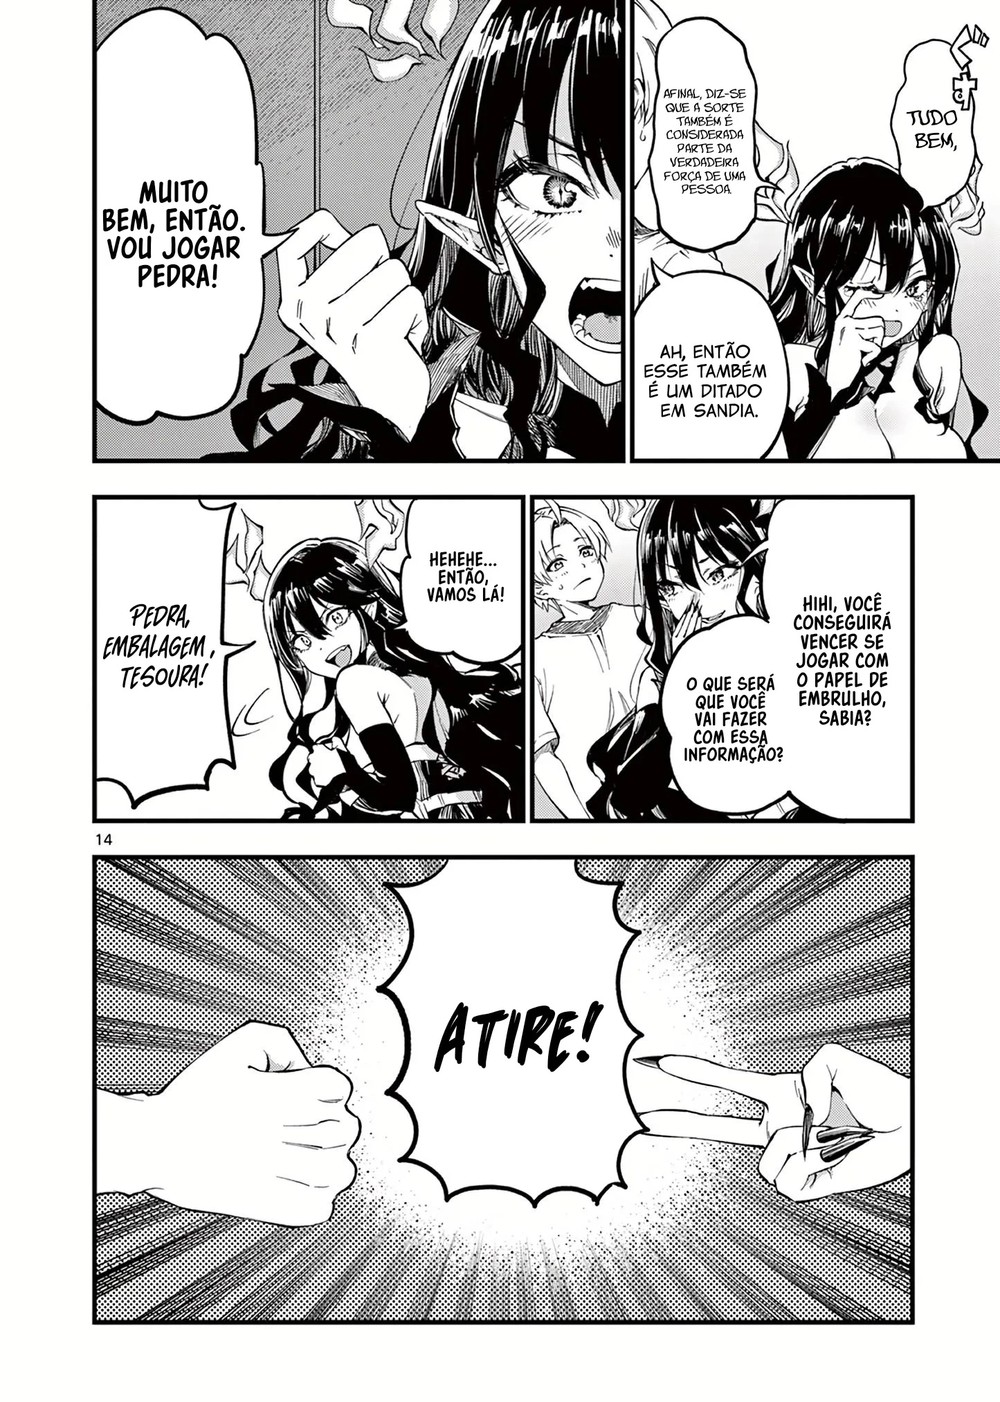 ぐすっ
TUDO
BEM,
AFINAL, DIZ-SE
QUE A SORTE
TAMBÉM É
CONSIDERADA
PARTE DA
VERDADEIRA
FORÇA DE UMA
PESSOA
AH, ENTÃO
ESSE TAMBÉM
É UM DITADO
EM SANDIA.
MUITO
BEM, ENTÃO.
VOU JOGAR
PEDRA!
HIHI, VOCÊ
CONSEGUIRÁ
VENCER SE
JOGAR COM
O PAPEL DE
EMBRULHO,
SABIA?
O QUE SERÁ
QUE VOCÊ
VAI FAZER
COM ESSA
INFORMAÇÃO?
HEHEHE...
ENTÃO,
VAMOS LÁ!
PEDRA,
EMBALAGEM,
TESOURA!
14
ATIRE!